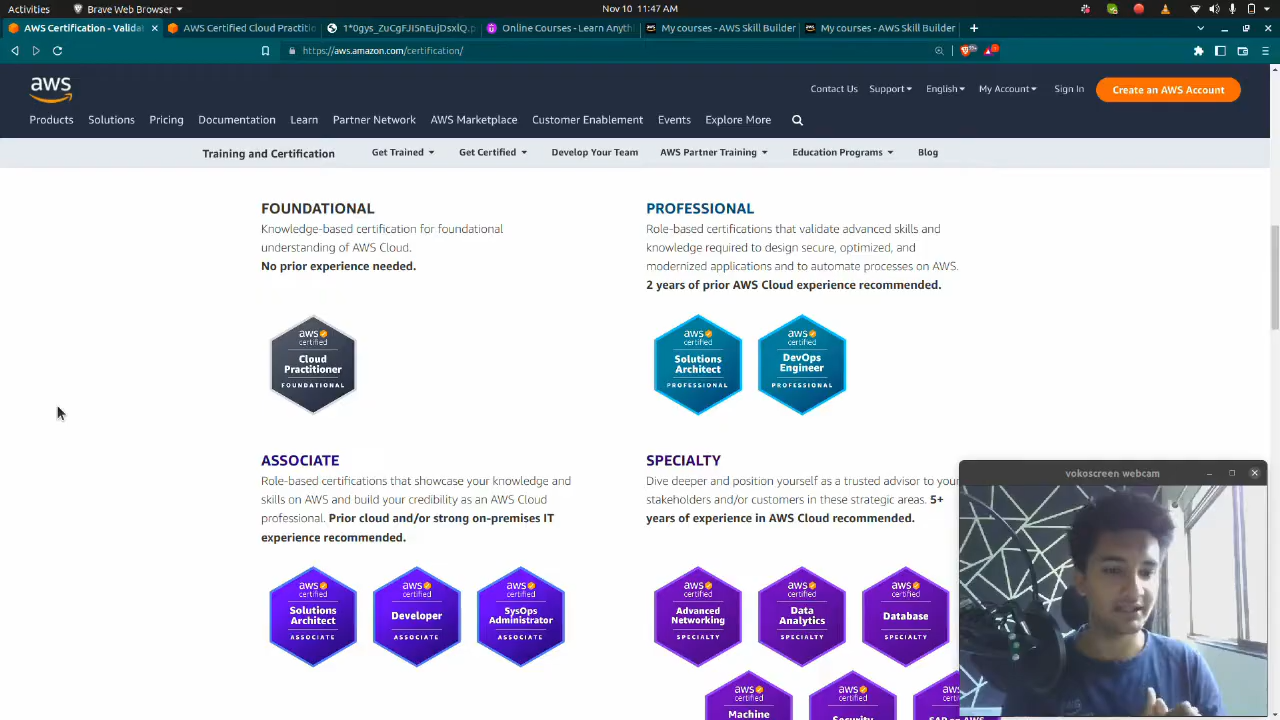 Activities
Brave Web Browser
Nov 10 11:47 AM
AWS Certification - Valida
AWS Certified Cloud Practitio
1*0gys_ZuCgFJI5nEujDsxlQ.p
Online Courses - Learn Anyth
My courses - AWS Skill Builder
My courses - AWS Skill Builder
https://aws.amazon.com/certification/
aws
Contact Us
Support
English
My Account
Sign In
Create an AWS Account
Products
Solutions
Pricing
Documentation
Learn
Partner Network
AWS Marketplace
Customer Enablement
Events
Explore More
Training and Certification
Get Trained
Get Certified
Develop Your Team
AWS Partner Training
Education Programs
Blog
FOUNDATIONAL
Knowledge-based certification for foundational
understanding of AWS Cloud.
No prior experience needed.
aws
certified
Cloud
Practitioner
FOUNDATIONAL
PROFESSIONAL
Role-based certifications that validate advanced skills and
knowledge required to design secure, optimized, and
modernized applications and to automate processes on AWS.
2 years of prior AWS Cloud experience recommended.
aws
certified
Solutions
Architect
PROFESSIONAL
aws
certified
DevOps
Engineer
PROFESSIONAL
ASSOCIATE
Role-based certifications that showcase your knowledge and
skills on AWS and build your credibility as an AWS Cloud
professional. Prior cloud and/or strong on-premises IT
experience recommended.
aws
certified
Solutions
Architect
ASSOCIATE
aws
certified
Developer
ASSOCIATE
aws
certified
SysOps
Administrator
ASSOCIATE
SPECIALTY
Dive deeper and position yourself as a trusted advisor to your
stakeholders and/or customers in these strategic areas. 5+
years of experience in AWS Cloud recommended.
aws
certified
Advanced
Networking
SPECIALTY
aws
certified
Data
Analytics
SPECIALTY
aws
certified
Database
SPECIALTY
aws
certified
Machine
aws
certified
Security
aws
certified
SAP on AWS
vokoscreen webcam